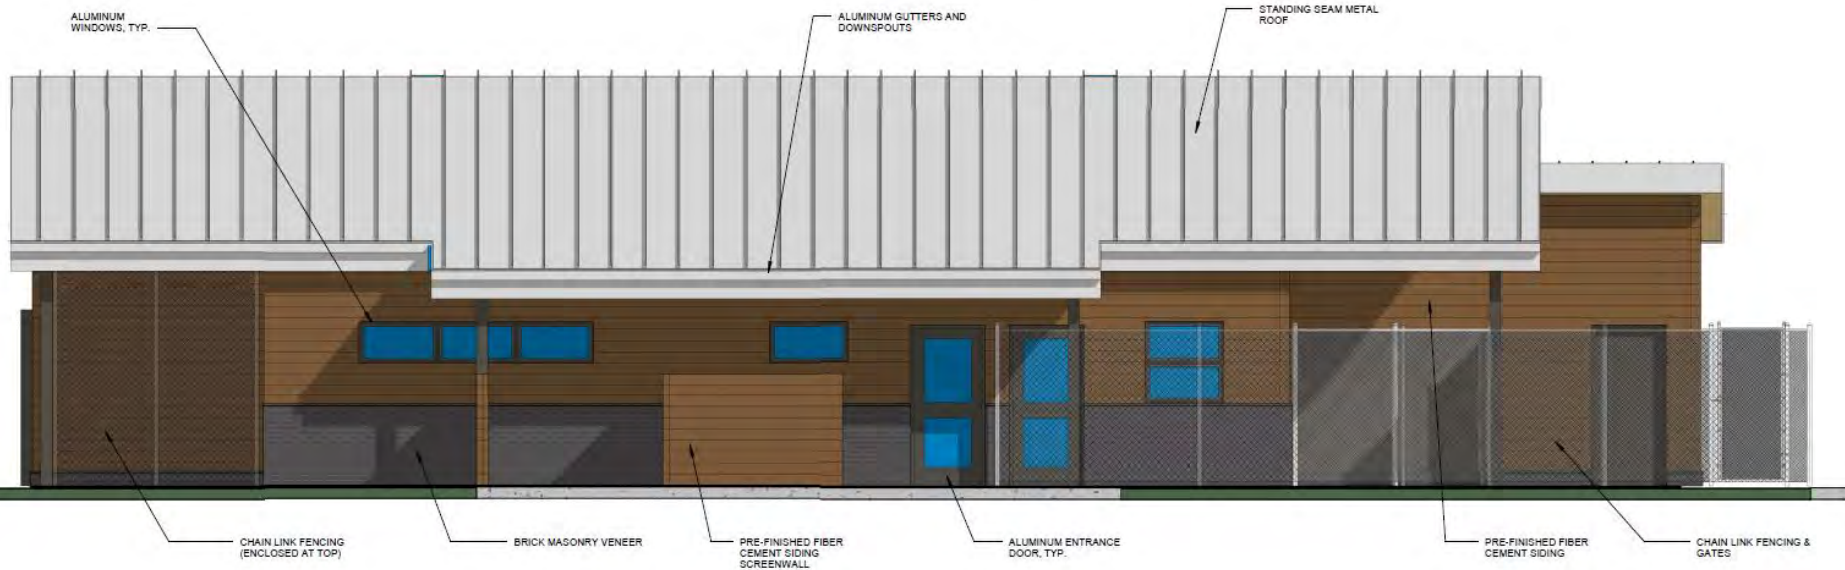 ALUMINUM
WINDOWS, TYP.
ALUMINUM GUTTERS AND
DOWNSPOUTS
STANDING SEAM METAL
ROOF
CHAIN LINK FENCING
(ENCLOSED AT TOP)
BRICK MASONRY VENEER
PRE-FINISHED FIBER
CEMENT SIDING
SCREENWALL
ALUMINUM ENTRANCE
DOOR, TYP.
PRE-FINISHED FIBER
CEMENT SIDING
CHAIN LINK FENCING &
GATES